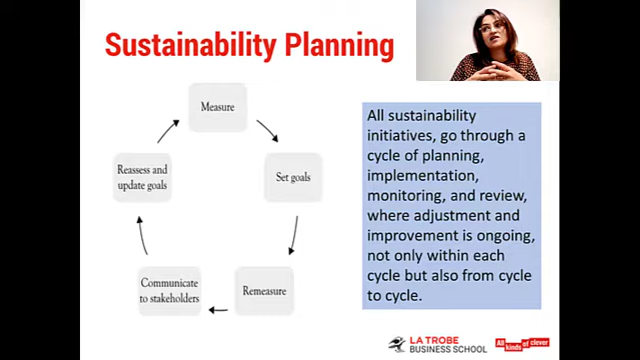 Sustainability Planning
Measure
Set goals
Remeasure
Communicate
to stakeholders
Reassess and
update goals
All sustainability
initiatives, go through a
cycle of planning,
implementation,
monitoring, and review,
where adjustment and
improvement is ongoing,
not only within each
cycle but also from cycle
to cycle.
LA TROBE
BUSINESS SCHOOL
All
kinds of clever